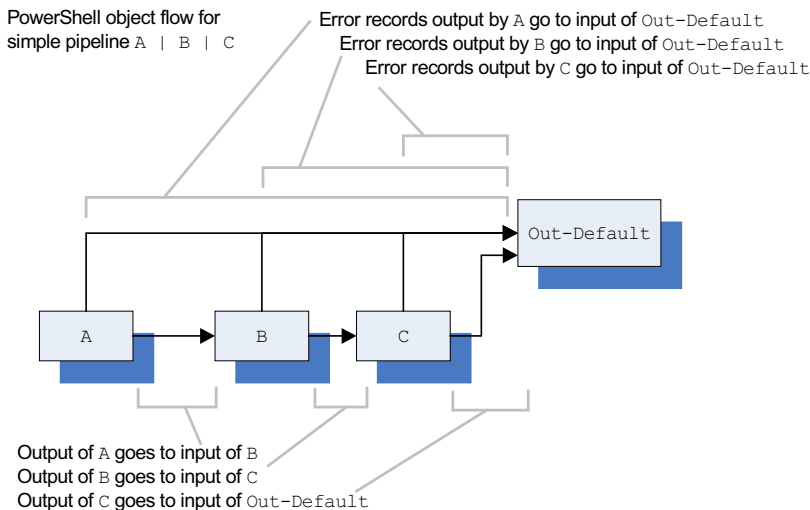 PowerShell object flow for
simple pipeline A | B | C
Error records output by A go to input of Out-Default
Error records output by B go to input of Out-Default
Error records output by C go to input of Out-Default
Out-Default
A
B
C
Output of A goes to input of B
Output of B goes to input of C
Output of C goes to input of Out-Default